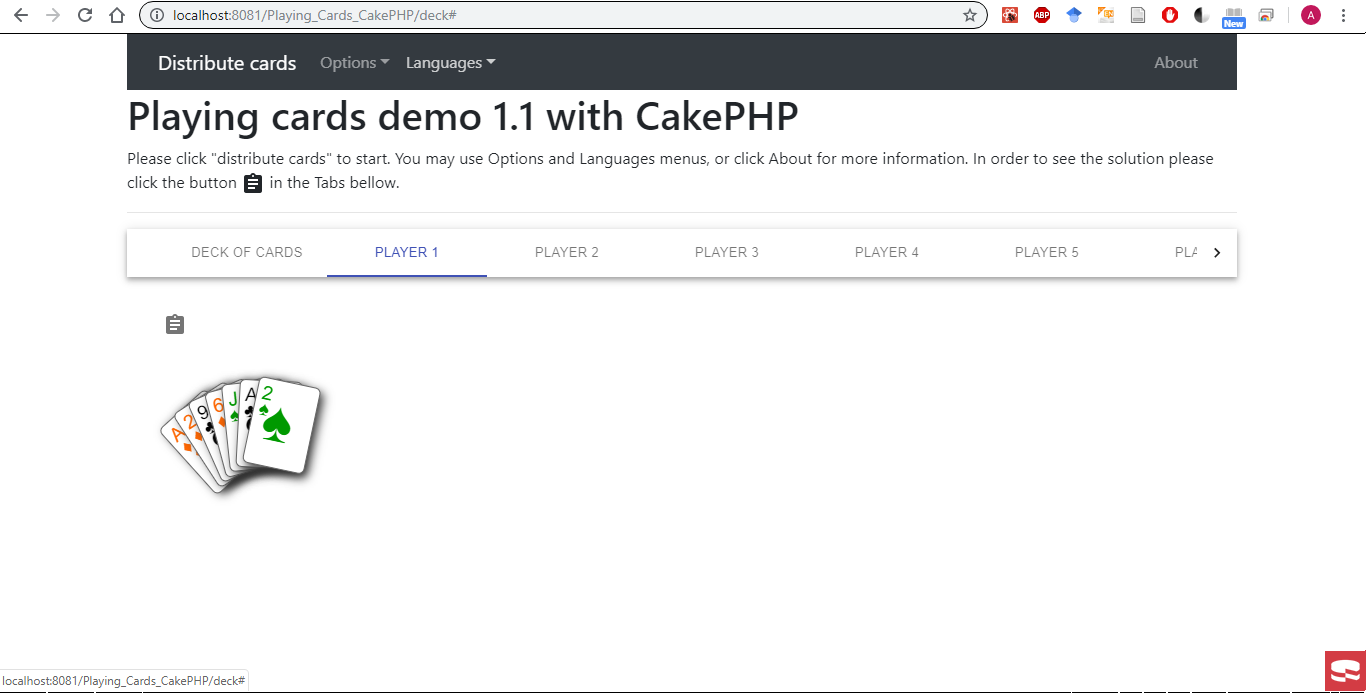 localhost:8081/Playing_Cards_CakePHP/deck#
ABP
EN
New
A
Distribute cards Options Languages About
Playing cards demo 1.1 with CakePHP
Please click "distribute cards" to start. You may use Options and Languages menus, or click About for more information. In order to see the solution please
click the button in the Tabs bellow.
DECK OF CARDS PLAYER 1 PLAYER 2 PLAYER 3 PLAYER 4 PLAYER 5 PLA
A 2 9 6 J A 2
localhost:8081/Playing_Cards_CakePHP/deck#